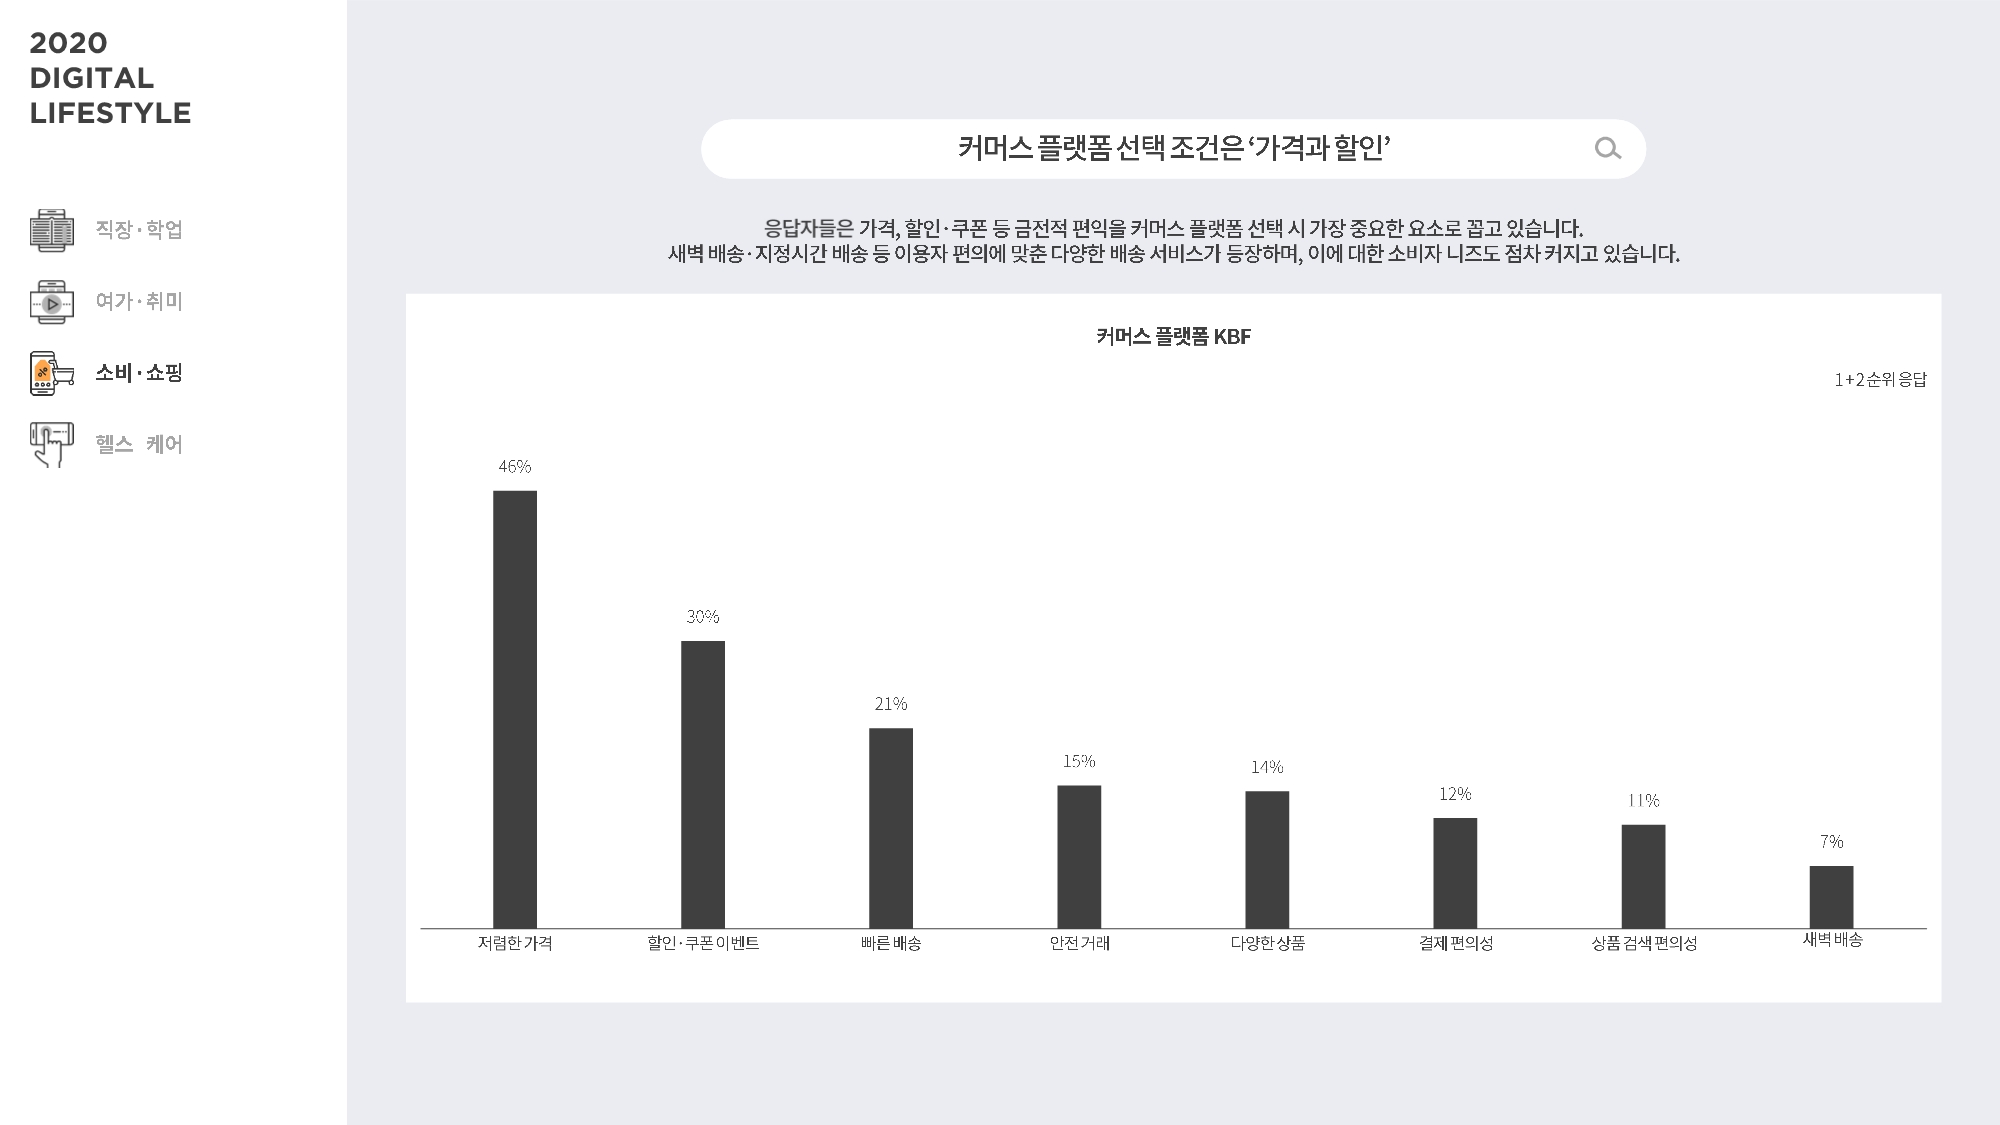 2020
DIGITAL
LIFESTYLE
직장·학업
여가·취미
소비·쇼핑
헬스 케어
커머스 플랫폼 선택 조건은 ‘가격과 할인’
응답자들은 가격, 할인·쿠폰 등 금전적 편익을 커머스 플랫폼 선택 시 가장 중요한 요소로 꼽고 있습니다.
새벽 배송·지정시간 배송 등 이용자 편의에 맞춘 다양한 배송 서비스가 등장하며, 이에 대한 소비자 니즈도 점차 커지고 있습니다.
커머스 플랫폼 KBF
1+2순위 응답
46%
30%
21%
15%
14%
12%
11%
7%
저렴한 가격
할인·쿠폰 이벤트
빠른 배송
안전 거래
다양한 상품
결제 편의성
상품 검색 편의성
새벽 배송